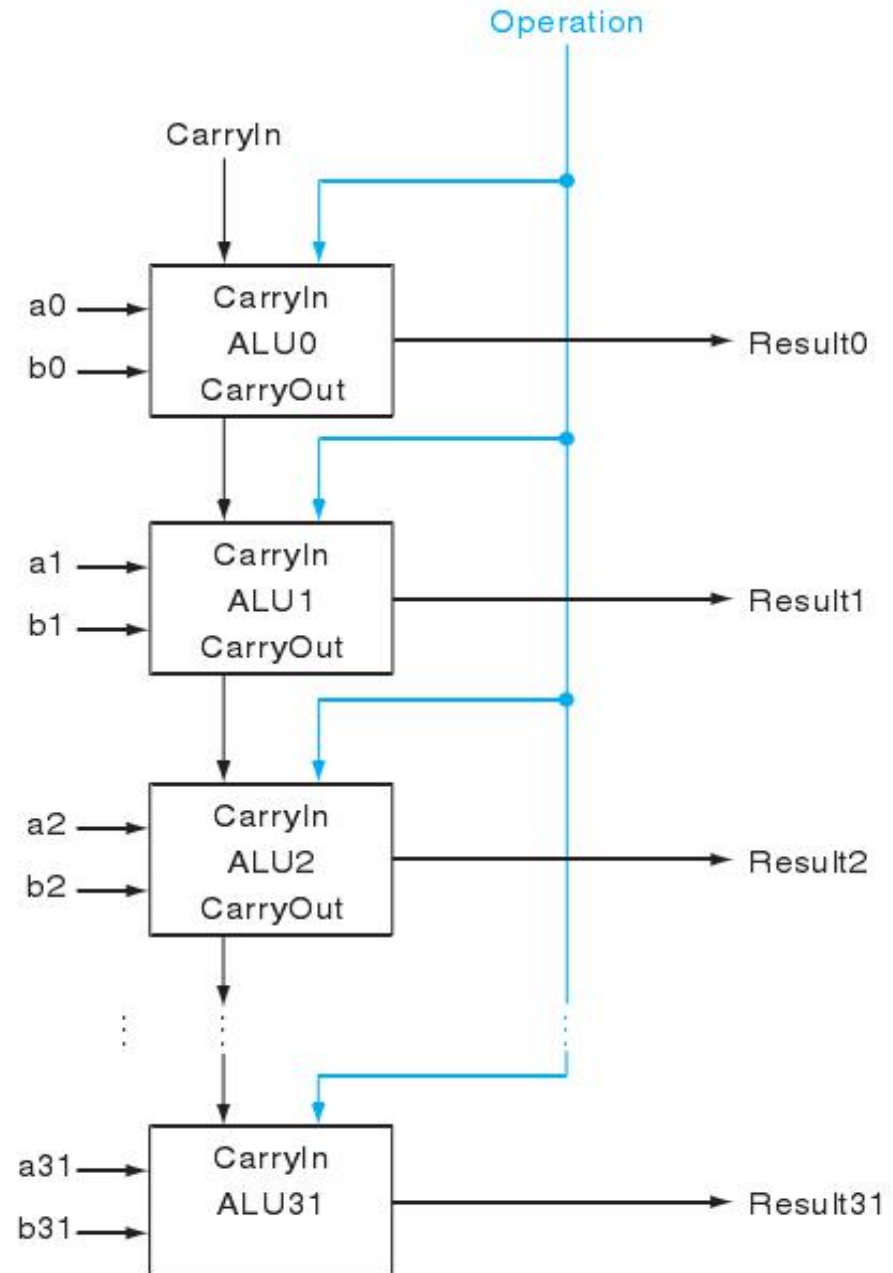 Operation
CarryIn
a0
b0
CarryIn
ALU0
CarryOut
Result0
a1
b1
CarryIn
ALU1
CarryOut
Result1
a2
b2
CarryIn
ALU2
CarryOut
Result2
a31
b31
CarryIn
ALU31
Result31